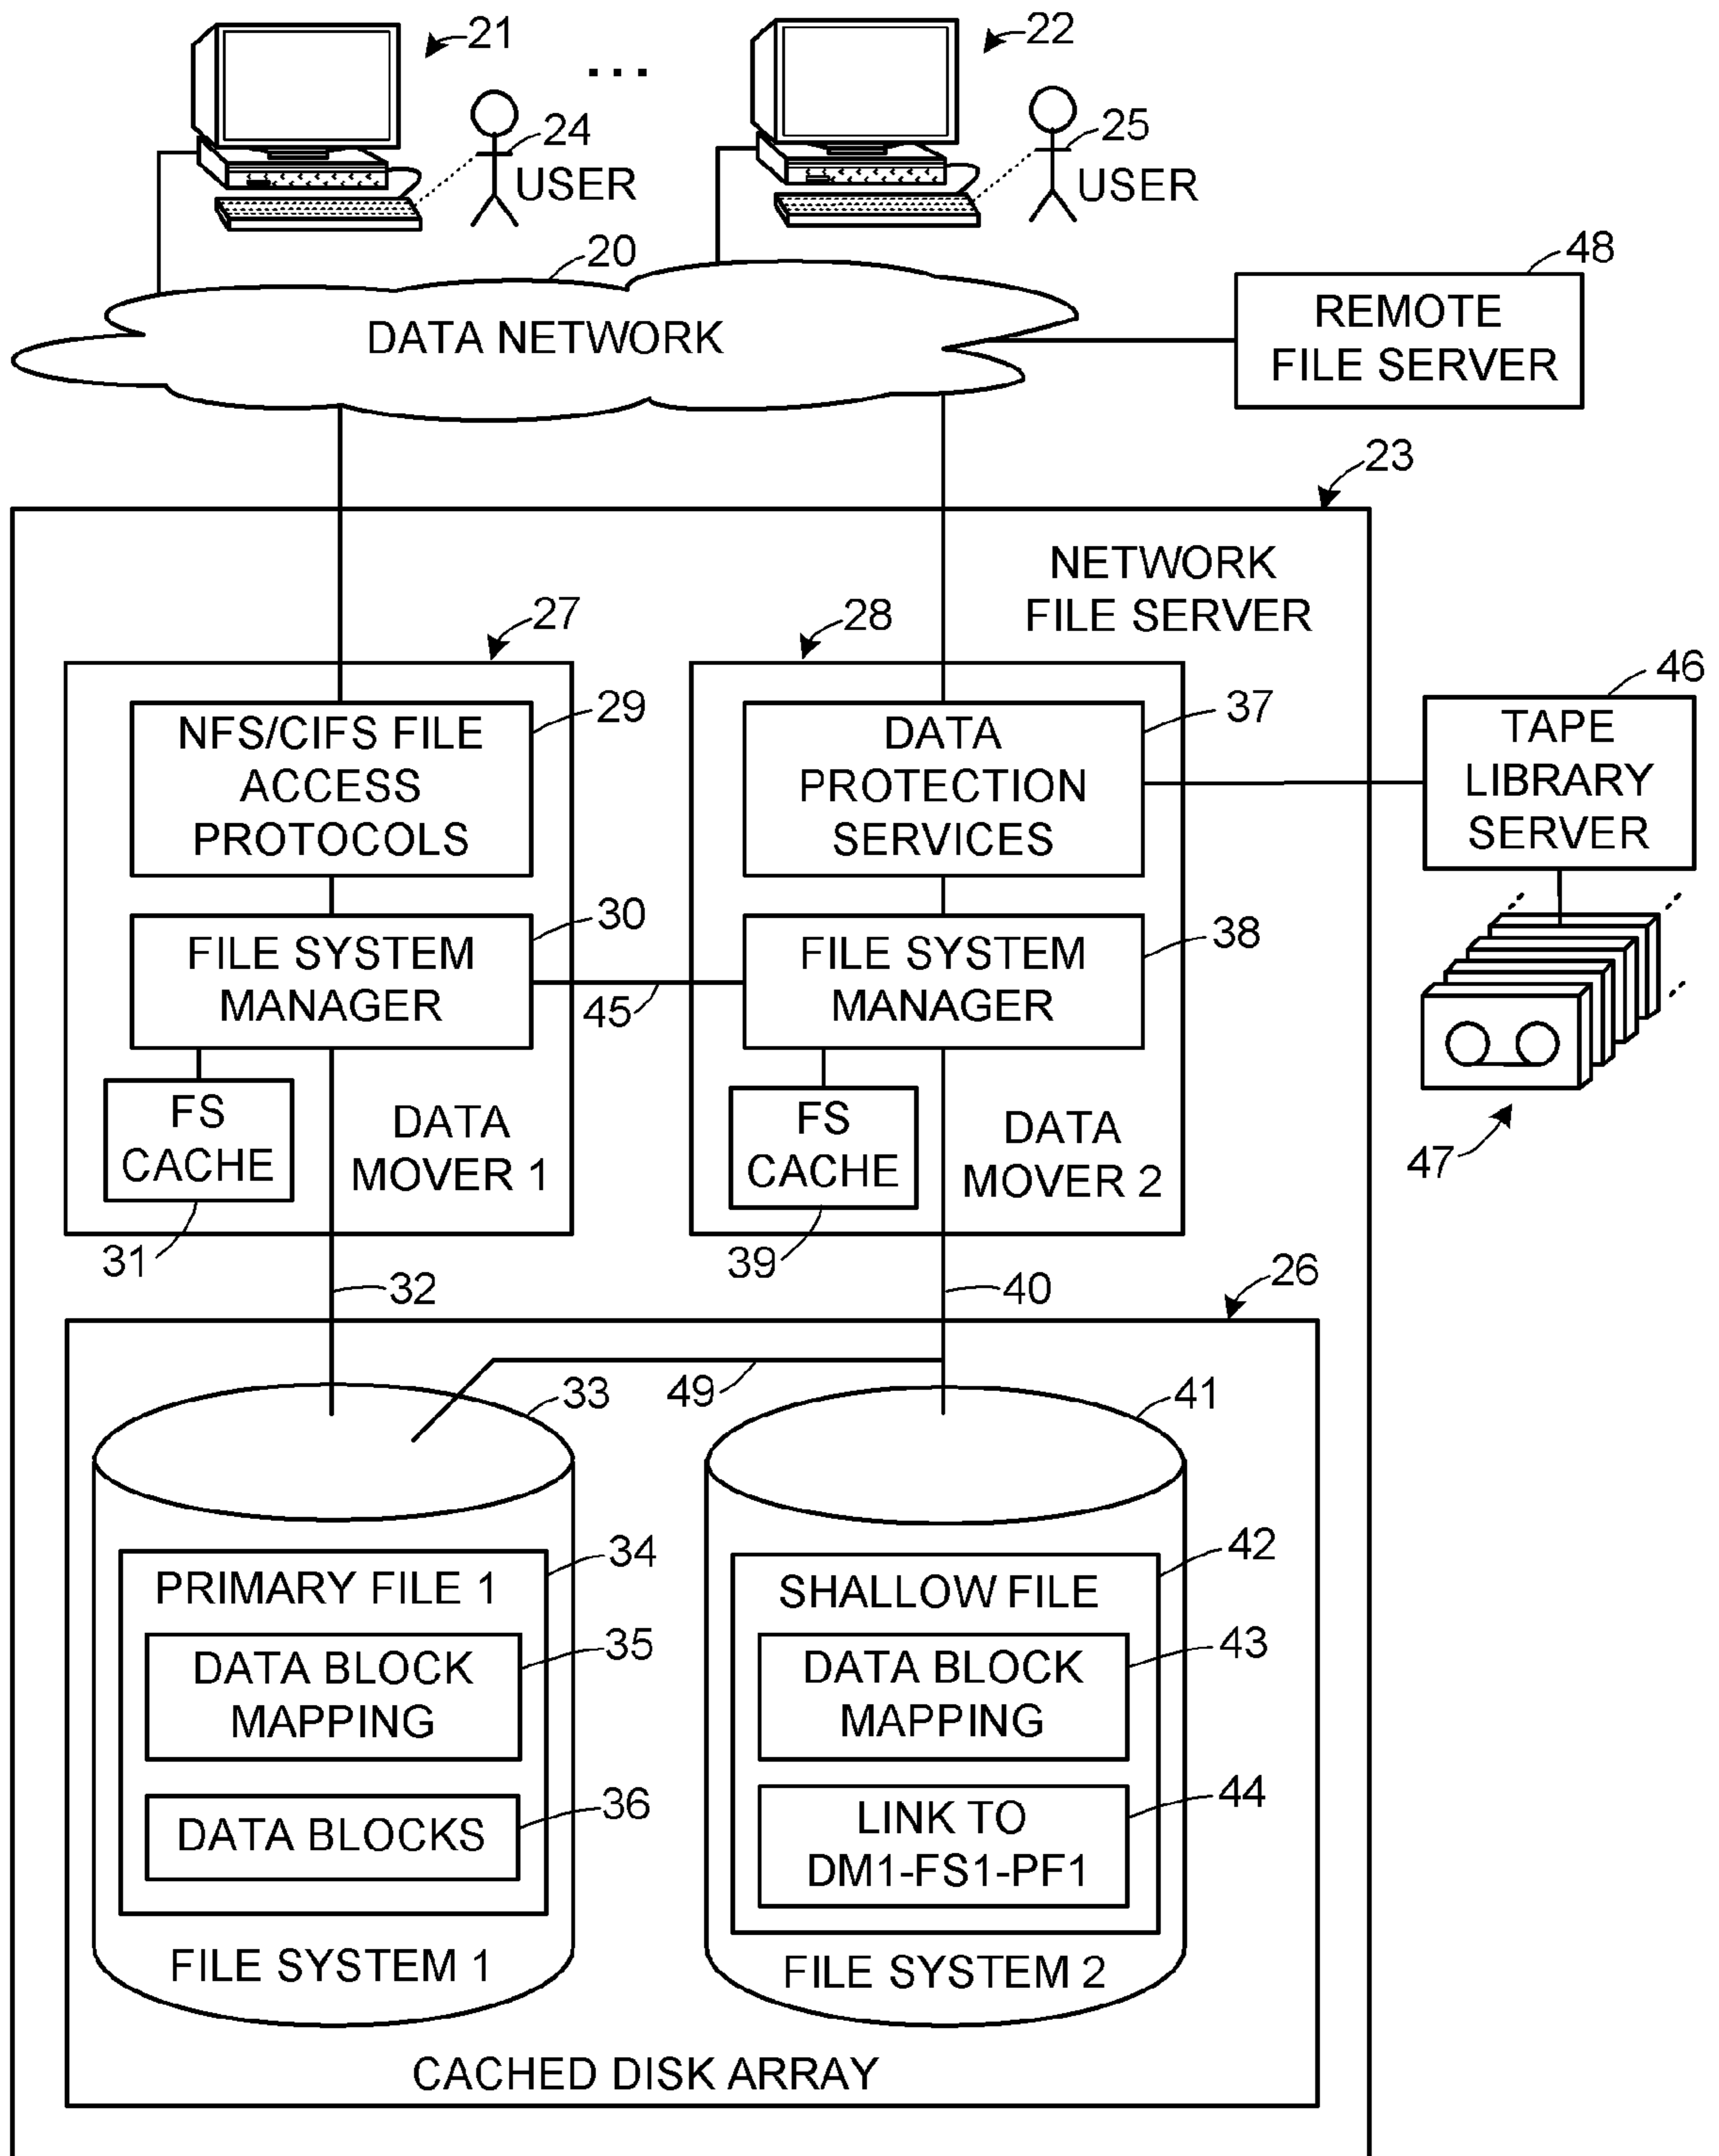 21
22
...
24
USER
25
USER
20
48
DATA NETWORK
REMOTE
FILE SERVER
23
NETWORK
FILE SERVER
27
28
46
29
37
NFS/CIFS FILE
ACCESS
PROTOCOLS
DATA
PROTECTION
SERVICES
TAPE
LIBRARY
SERVER
30
38
FILE SYSTEM
MANAGER
45
FILE SYSTEM
MANAGER
FS
CACHE
DATA
MOVER 1
FS
CACHE
DATA
MOVER 2
47
31
39
32
40
26
33
49
41
34
42
PRIMARY FILE 1
SHALLOW FILE
35
43
DATA BLOCK
MAPPING
DATA BLOCK
MAPPING
36
44
DATA BLOCKS
LINK TO
DM1-FS1-PF1
FILE SYSTEM 1
FILE SYSTEM 2
CACHED DISK ARRAY